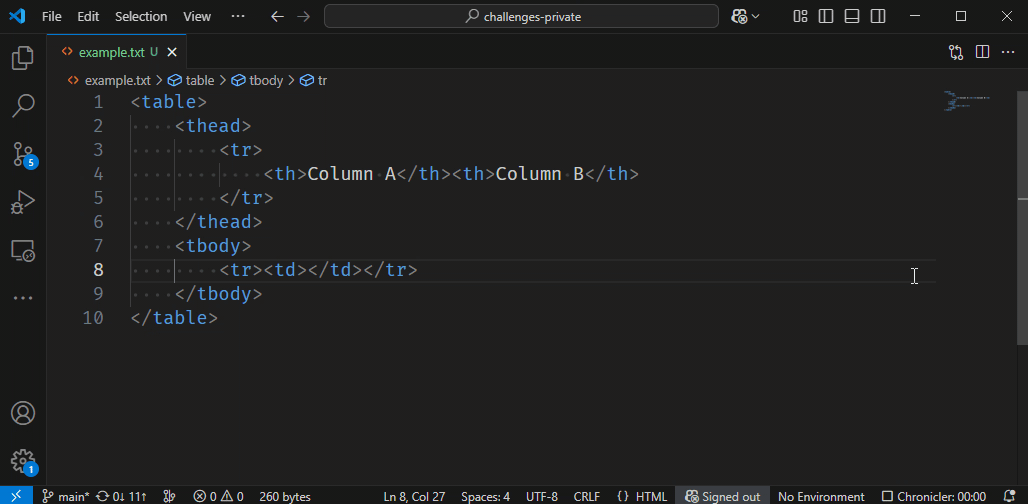 File Edit Selection View ··· challenges-private
example.txt U
example.txt > table > tbody > tr
1 <table>
2 <thead>
3 <tr>
4 <th>Column A</th><th>Column B</th>
5 </tr>
6 </thead>
7 <tbody>
8 <tr><td></td></tr>
9 </tbody>
10 </table>
5
1
main* 0↓ 11↑ 0 0 260 bytes Ln 8, Col 27 Spaces: 4 UTF-8 CRLF {} HTML Signed out No Environment Chronicler: 00:00